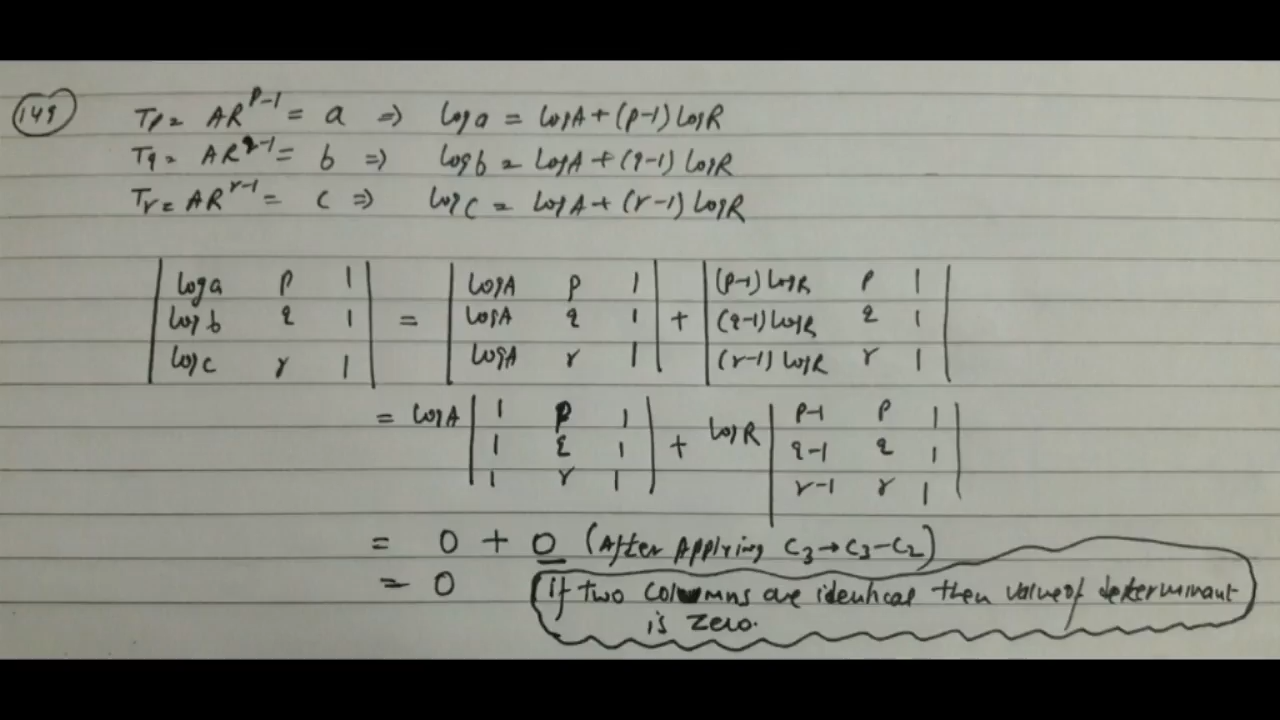 149 Tp = AR^p-1 = a ⇒ log a = log A + (p-1) log R
Tq = AR^q-1 = b ⇒ log b = log A + (q-1) log R
Tr = AR^r-1 = c ⇒ log c = log A + (r-1) log R
| log a p 1 | | log A p 1 | | (p-1) log R p 1 |
| log b q 1 | = | log A q 1 | + | (q-1) log R q 1 |
| log c r 1 | | log A r 1 | | (r-1) log R r 1 |
= log A | 1 p 1 | + log R | p-1 p 1 |
| 1 q 1 | | q-1 q 1 |
| 1 r 1 | | r-1 r 1 |
= 0 + 0 (After Applying C3→C3-C2)
= 0 If two columns are identical then value of determinant
is zero.